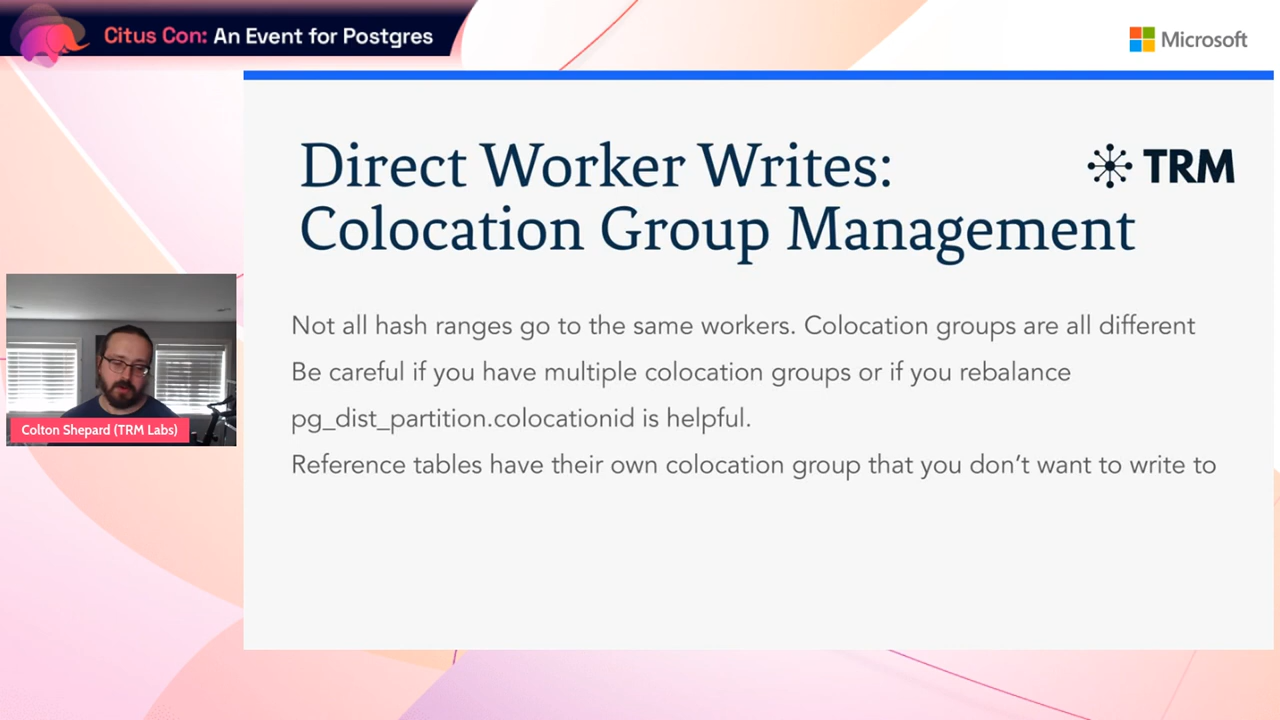 Citus Con: An Event for Postgres
Microsoft
Direct Worker Writes:
Colocation Group Management
TRM
Not all hash ranges go to the same workers. Colocation groups are all different
Be careful if you have multiple colocation groups or if you rebalance
pg_dist_partition.colocationid is helpful.
Reference tables have their own colocation group that you don’t want to write to
Colton Shepard (TRM Labs)